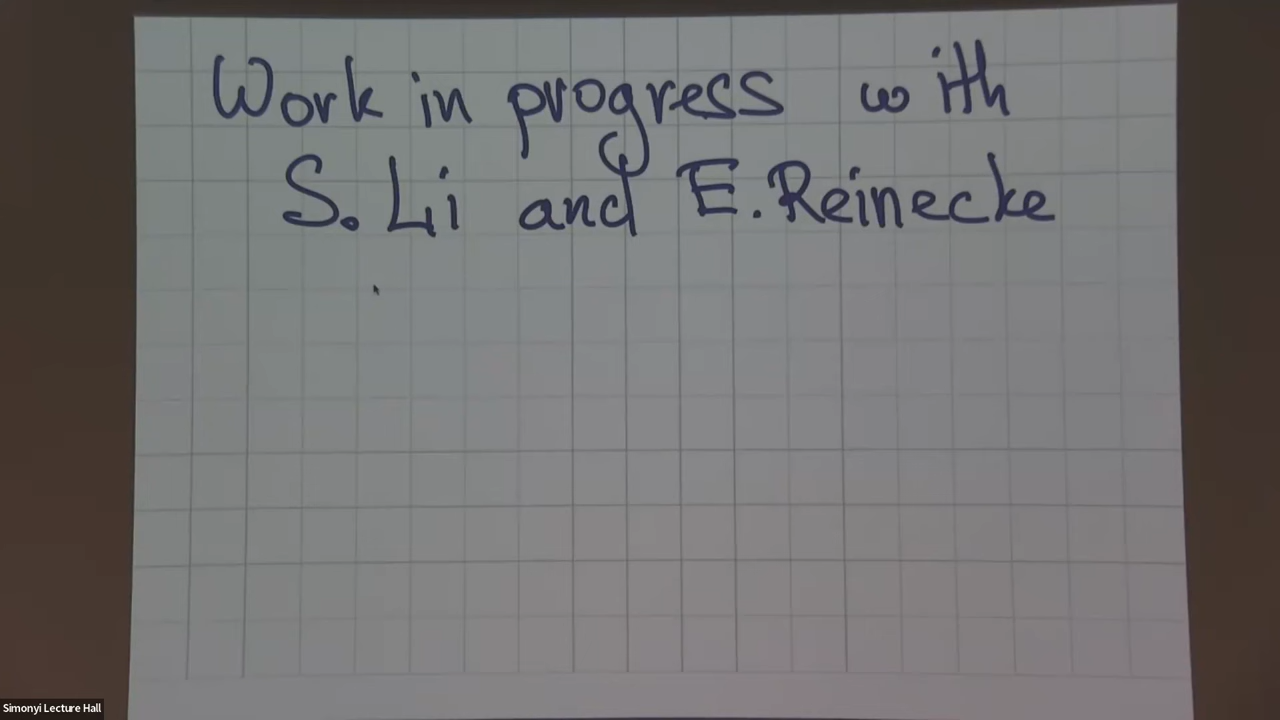 Work in progress with
S. Li and E. Reinecke
Simonyi Lecture Hall